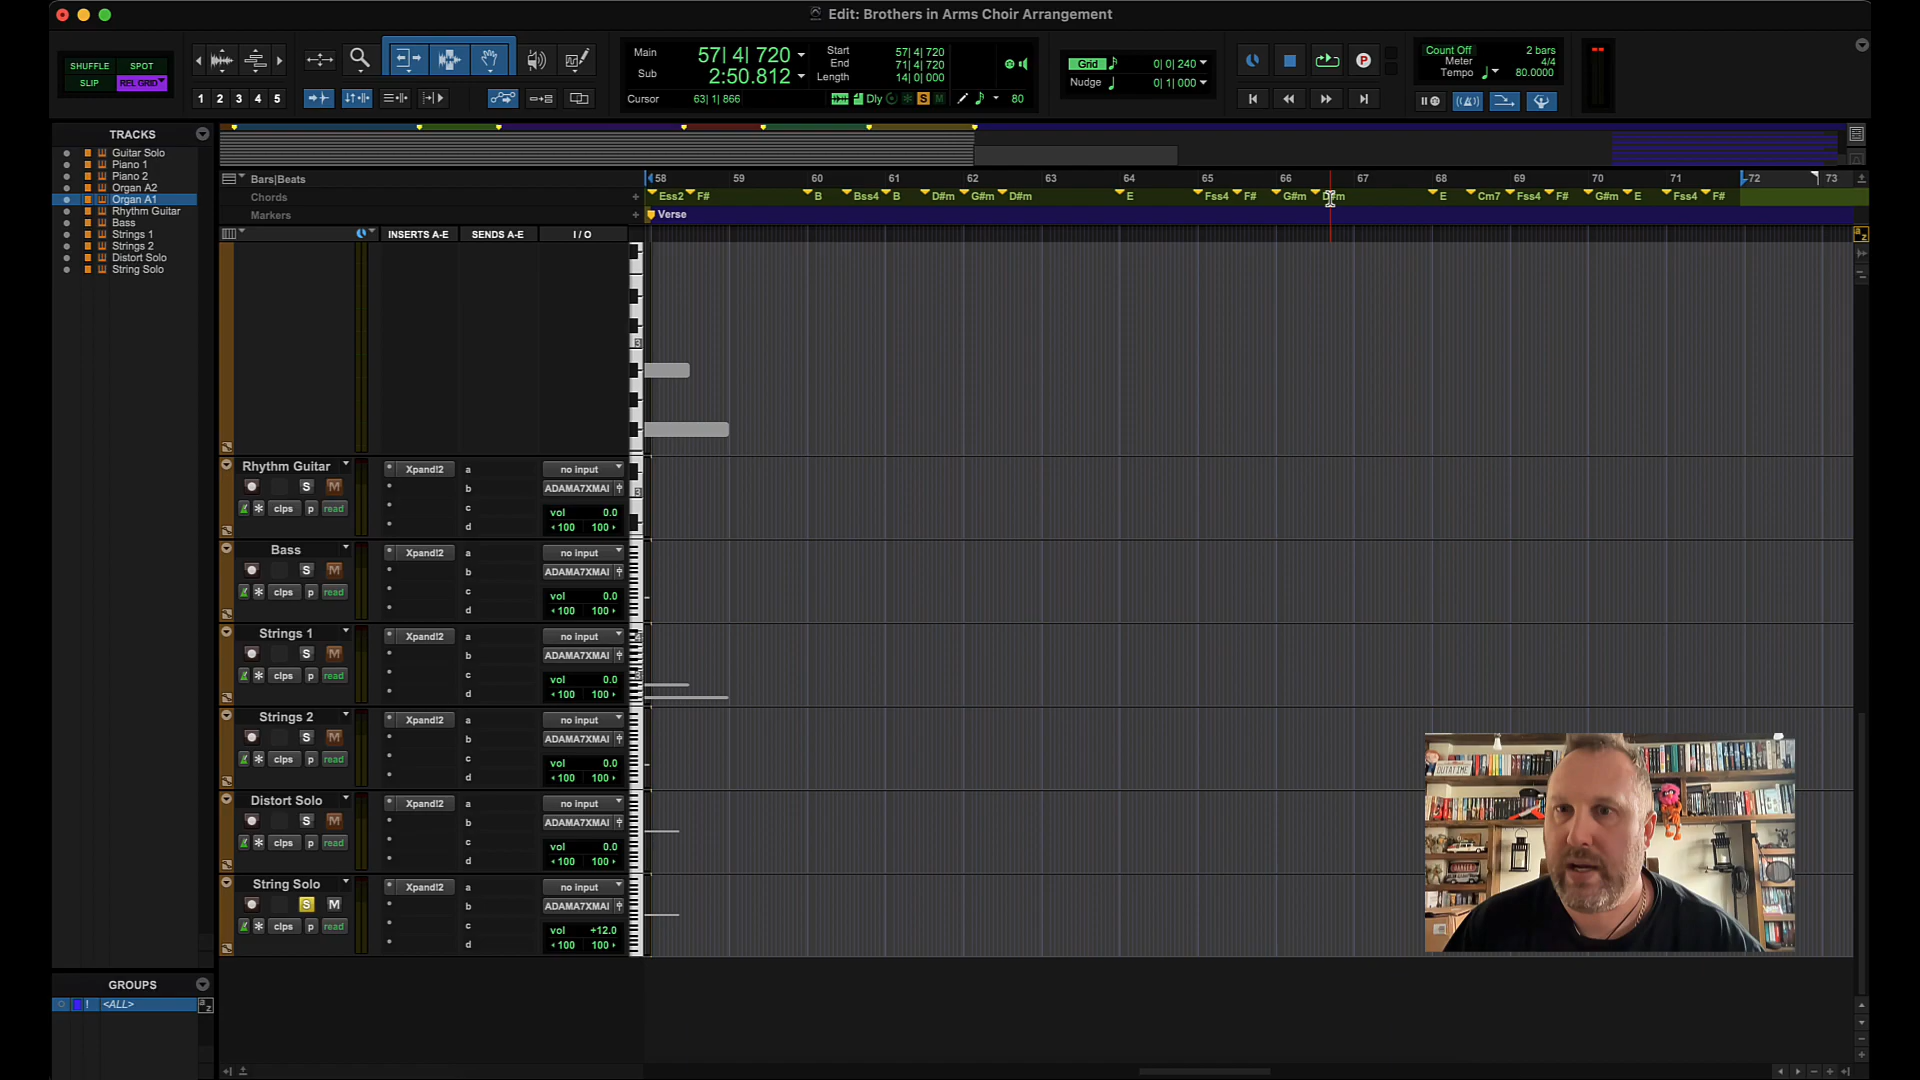 Edit: Brothers in Arms Choir Arrangement
SHUFFLE SPOT
SLIP REL GRID
1 2 3 4 5
Main 57| 4| 720
Sub 2:50.812
Cursor 63| 1| 866
Start 57| 4| 720
End 71| 4| 720
Length 14| 0| 000
Dly S M 80
Grid 0| 0| 240
Nudge 0| 1| 000
P
Count Off 2 bars
Meter 4/4
Tempo 80.0000
TRACKS
Guitar Solo
Piano 1
Piano 2
Organ A2
Organ A1
Rhythm Guitar
Bass
Strings 1
Strings 2
Distort Solo
String Solo
Bars|Beats 58 59 60 61 62 63 64 65 66 67 68 69 70 71 72 73
Chords Ess2 F# B Bss4 B D#m G#m D#m E Fss4 F# G#m D#m E Cm7 Fss4 F# G#m E Fss4 F#
Markers Verse
INSERTS A-E SENDS A-E I / O
3
Rhythm Guitar Xpand!2 a no input
S M b ADAMA7XMAI
clps p read c vol 0.0
d 100 100
Bass Xpand!2 a no input
S M b ADAMA7XMAI
clps p read c vol 0.0
d 100 100
Strings 1 Xpand!2 a no input
S M b ADAMA7XMAI
clps p read c vol 0.0
d 100 100
Strings 2 Xpand!2 a no input
S M b ADAMA7XMAI
clps p read c vol 0.0
d 100 100
Distort Solo Xpand!2 a no input
S M b ADAMA7XMAI
clps p read c vol 0.0
d 100 100
String Solo Xpand!2 a no input
S M b ADAMA7XMAI
clps p read c vol +12.0
d 100 100
GROUPS
! <ALL>
a z
OUTATIME